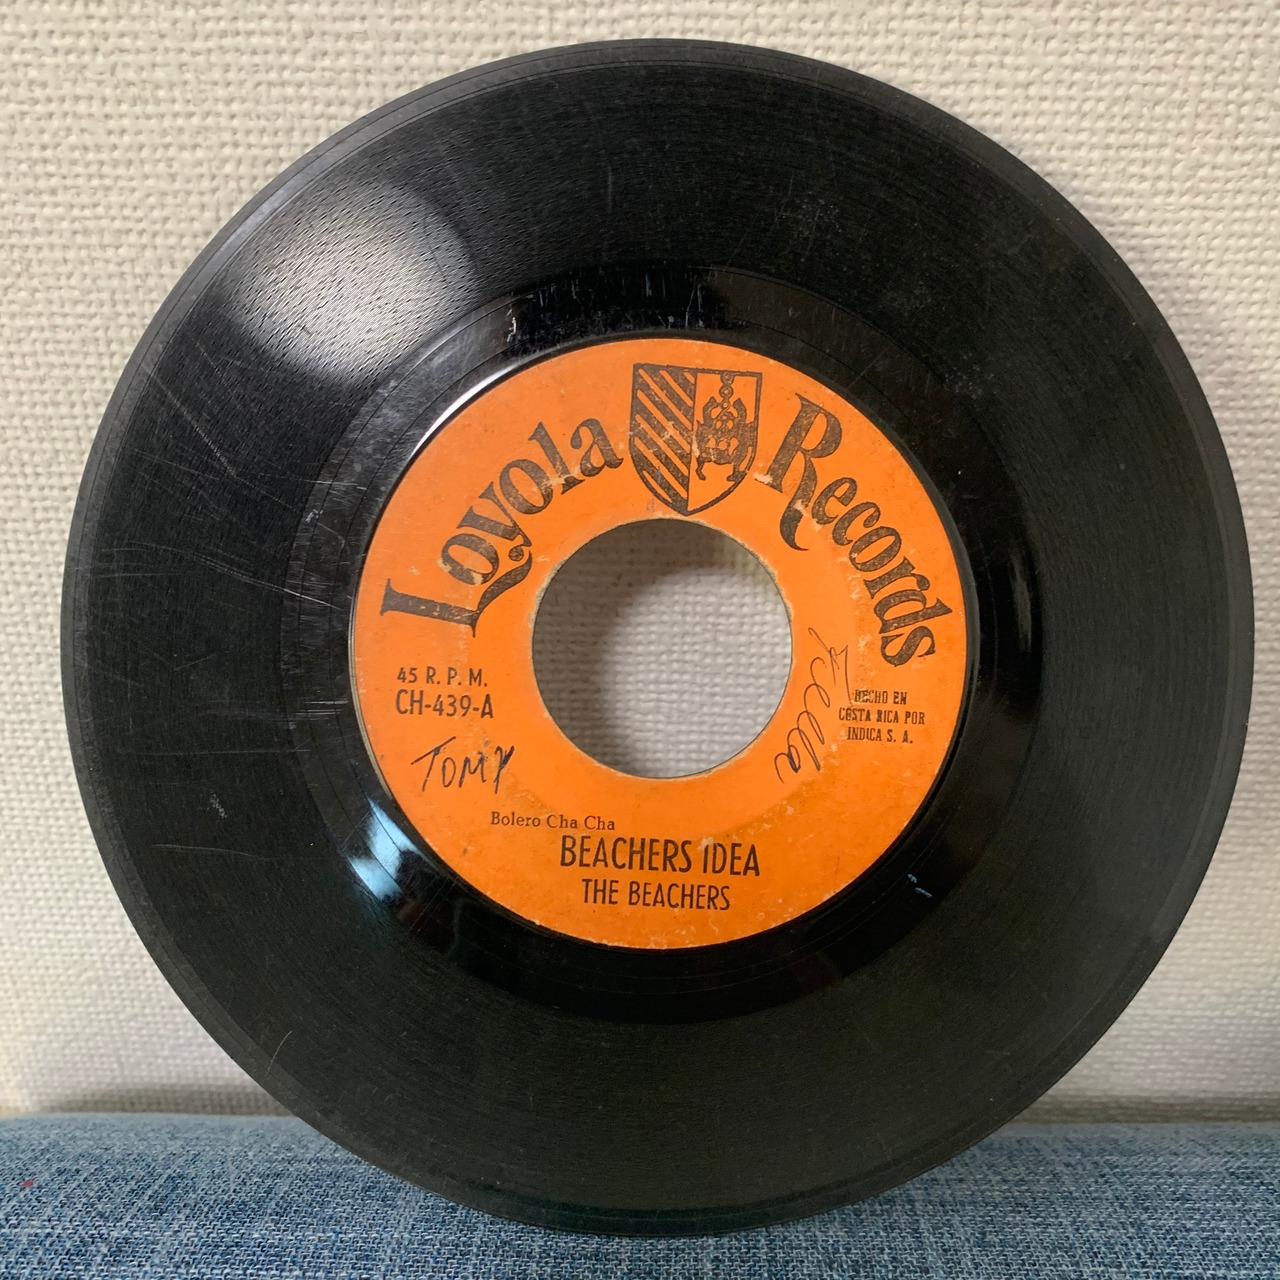 Loyola Records
45 R. P. M.
CH-439-A
HECHO EN
COSTA RICA POR
INDICA S. A.
TOMY
Bolero Cha Cha
BEACHERS IDEA
THE BEACHERS